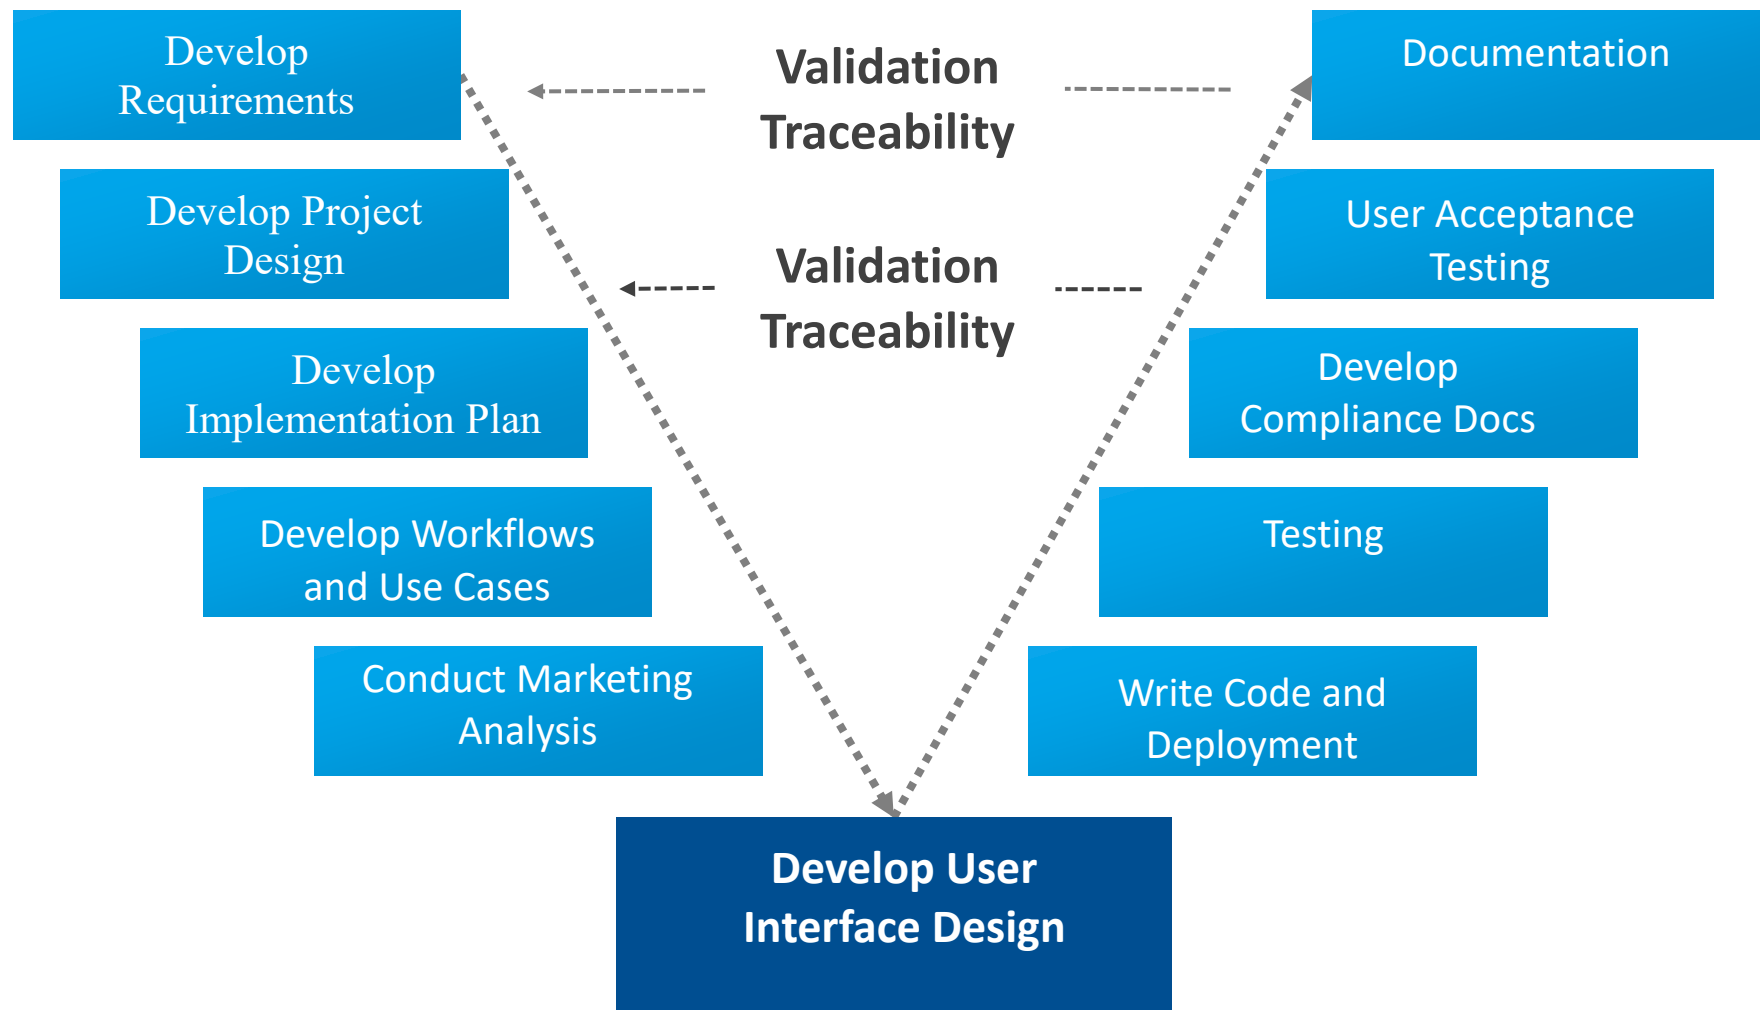 Develop
Requirements
Validation
Traceability
Documentation
Develop Project
Design
Validation
Traceability
User Acceptance
Testing
Develop
Implementation Plan
Develop
Compliance Docs
Develop Workflows
and Use Cases
Testing
Conduct Marketing
Analysis
Write Code and
Deployment
Develop User
Interface Design